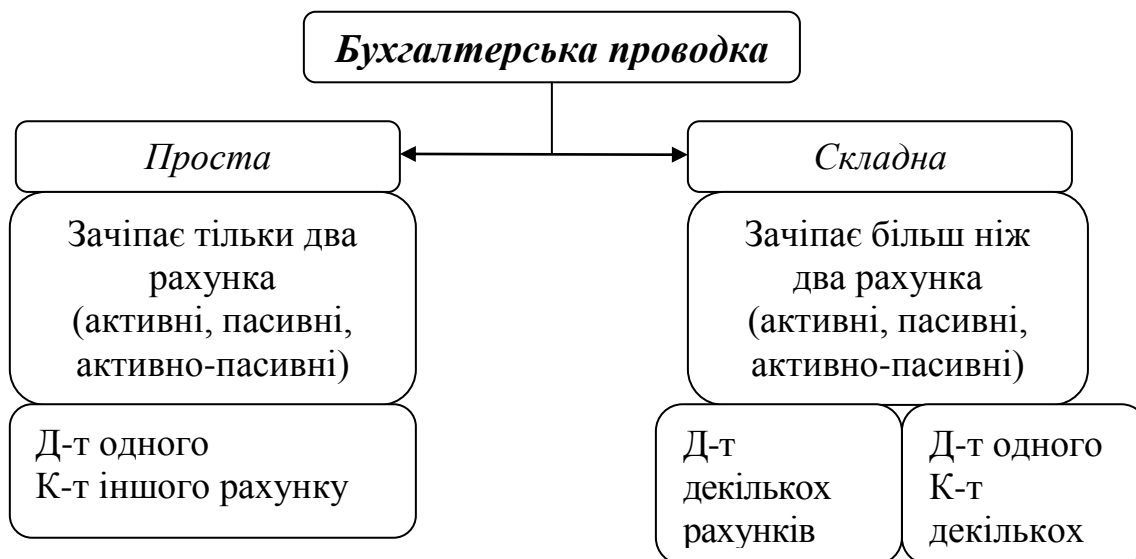 Бухгалтерська проводка
Проста
Складна
Зачіпає тільки два
рахунка
(активні, пасивні,
активно-пасивні)
Зачіпає більш ніж
два рахунка
(активні, пасивні,
активно-пасивні)
Д-т одного
К-т іншого рахунку
Д-т
декількох
рахунків
Д-т одного
К-т
декількох